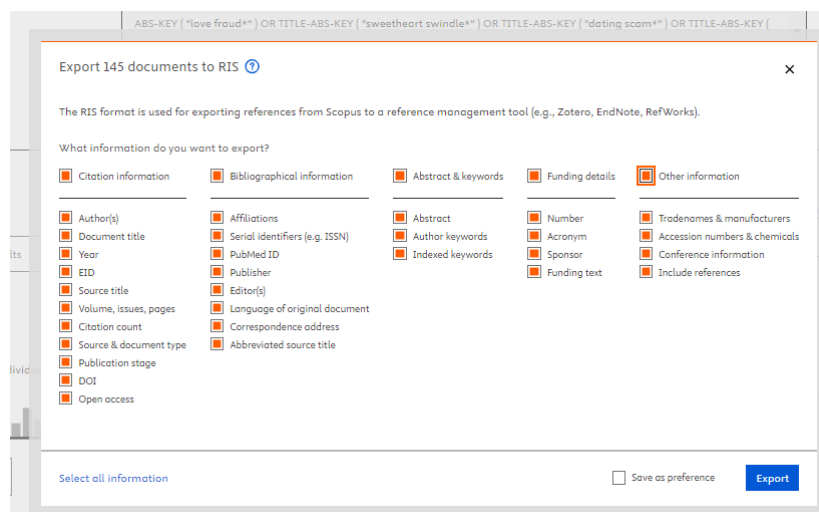 ABS-KEY ( "love fraud*" ) OR TITLE-ABS-KEY ( "sweetheart swindle*" ) OR TITLE-ABS-KEY ( "dating scam*" ) OR TITLE-ABS-KEY (
Export 145 documents to RIS ?
×
The RIS format is used for exporting references from Scopus to a reference management tool (e.g., Zotero, EndNote, RefWorks).
What information do you want to export?
Citation information Bibliographical information Abstract & keywords Funding details Other information
Author(s) Affiliations Abstract Number Tradenames & manufacturers
Document title Serial identifiers (e.g. ISSN) Author keywords Acronym Accession numbers & chemicals
lts Year PubMed ID Indexed keywords Sponsor Conference information
EID Publisher Funding text Include references
Source title Editor(s)
Volume, issues, pages Language of original document
Citation count Correspondence address
Source & document type Abbreviated source title
Publication stage
ivid
DOI
Open access
Select all information Save as preference Export